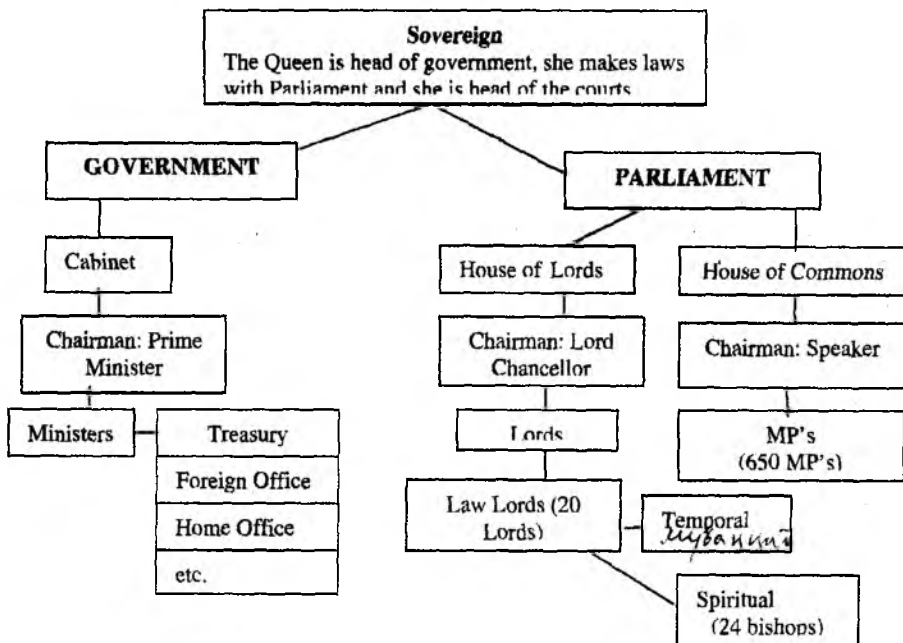 Sovereign
The Queen is head of government, she makes laws
with Parliament and she is head of the courts
GOVERNMENT
PARLIAMENT
Cabinet
House of Lords
House of Commons
Chairman: Prime
Minister
Chairman: Lord
Chancellor
Chairman: Speaker
Ministers
Treasury
Foreign Office
Home Office
etc.
Lords
MP's
(650 MP's)
Law Lords (20
Lords)
Temporal
Spiritual
(24 bishops)